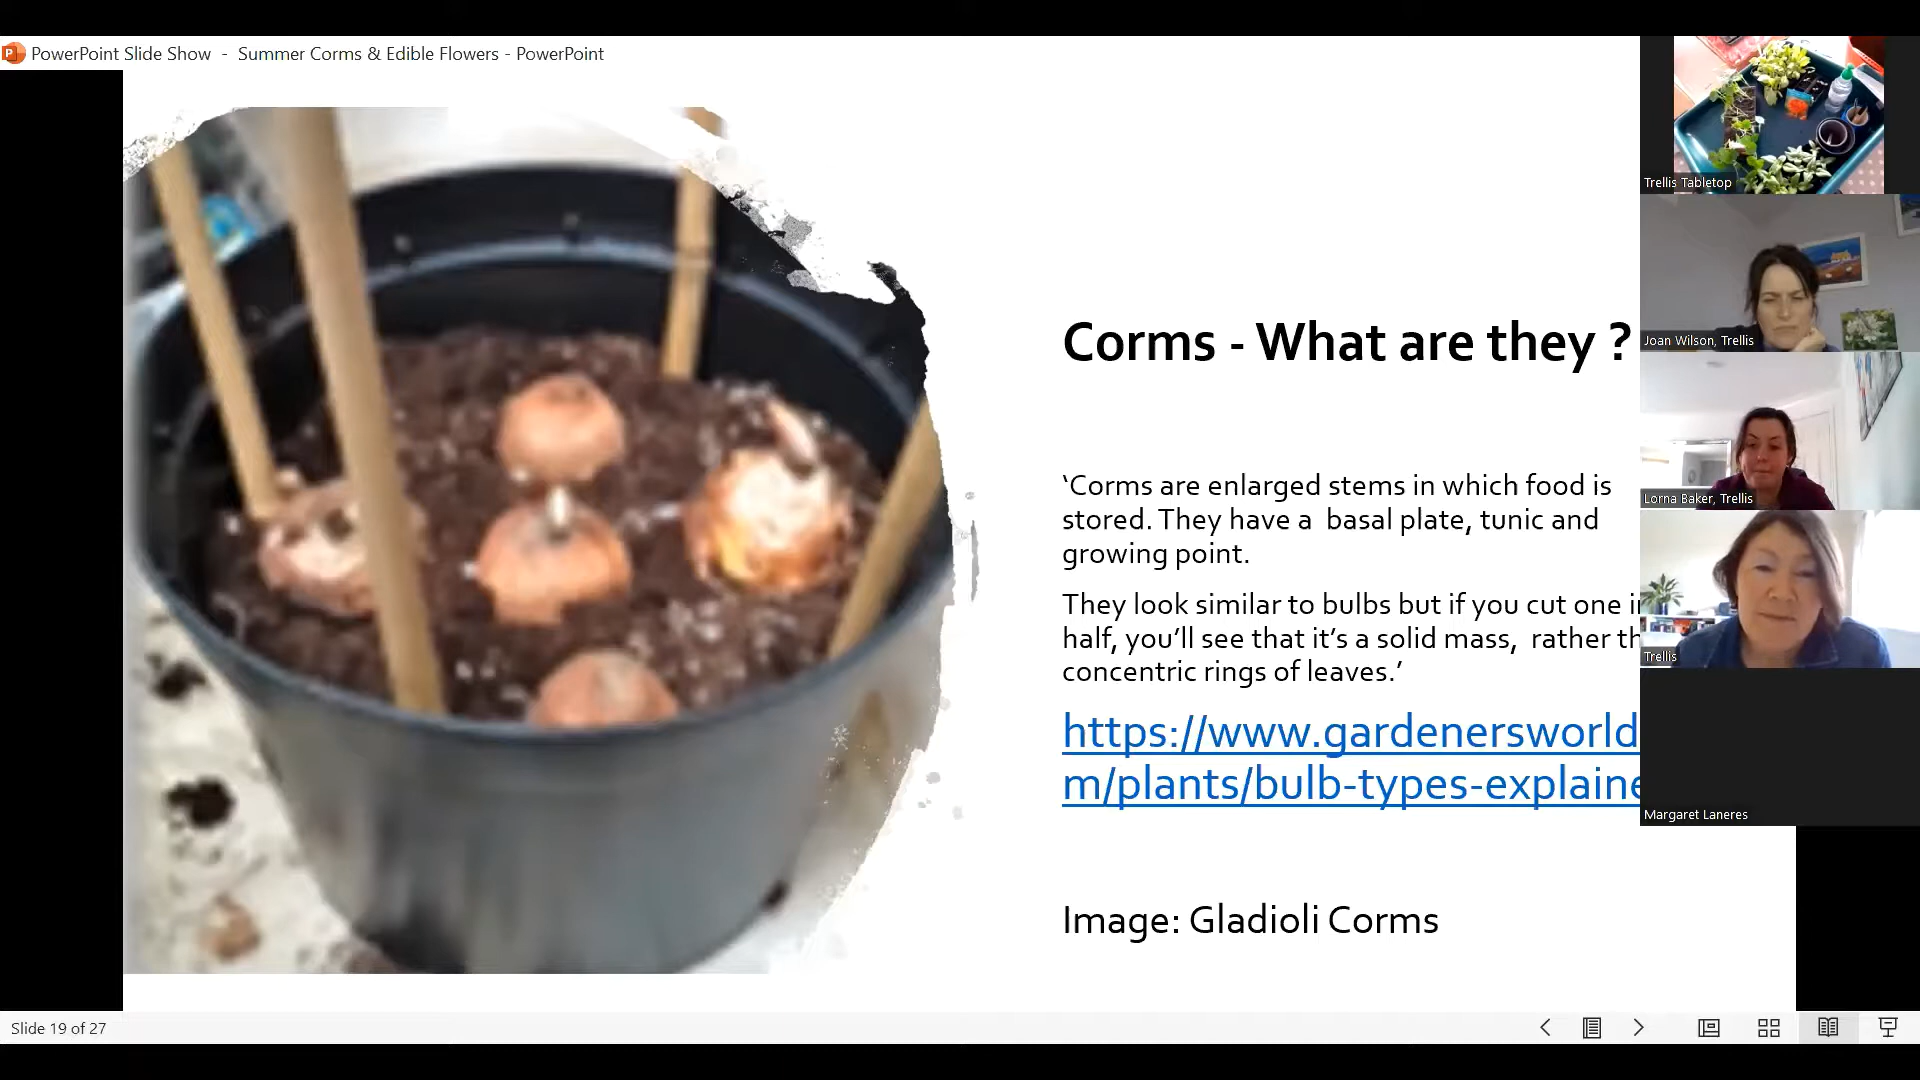 PowerPoint Slide Show - Summer Corms & Edible Flowers - PowerPoint
Corms - What are they ?
‘Corms are enlarged stems in which food is
stored. They have a basal plate, tunic and
growing point.
They look similar to bulbs but if you cut one
half, you’ll see that it’s a solid mass, rather
concentric rings of leaves.’
https://www.gardenersworld
m/plants/bulb-types-explaine
Image: Gladioli Corms
Trellis Tabletop
Joan Wilson, Trellis
Lorna Baker, Trellis
Trellis
Margaret Laneres
Slide 19 of 27